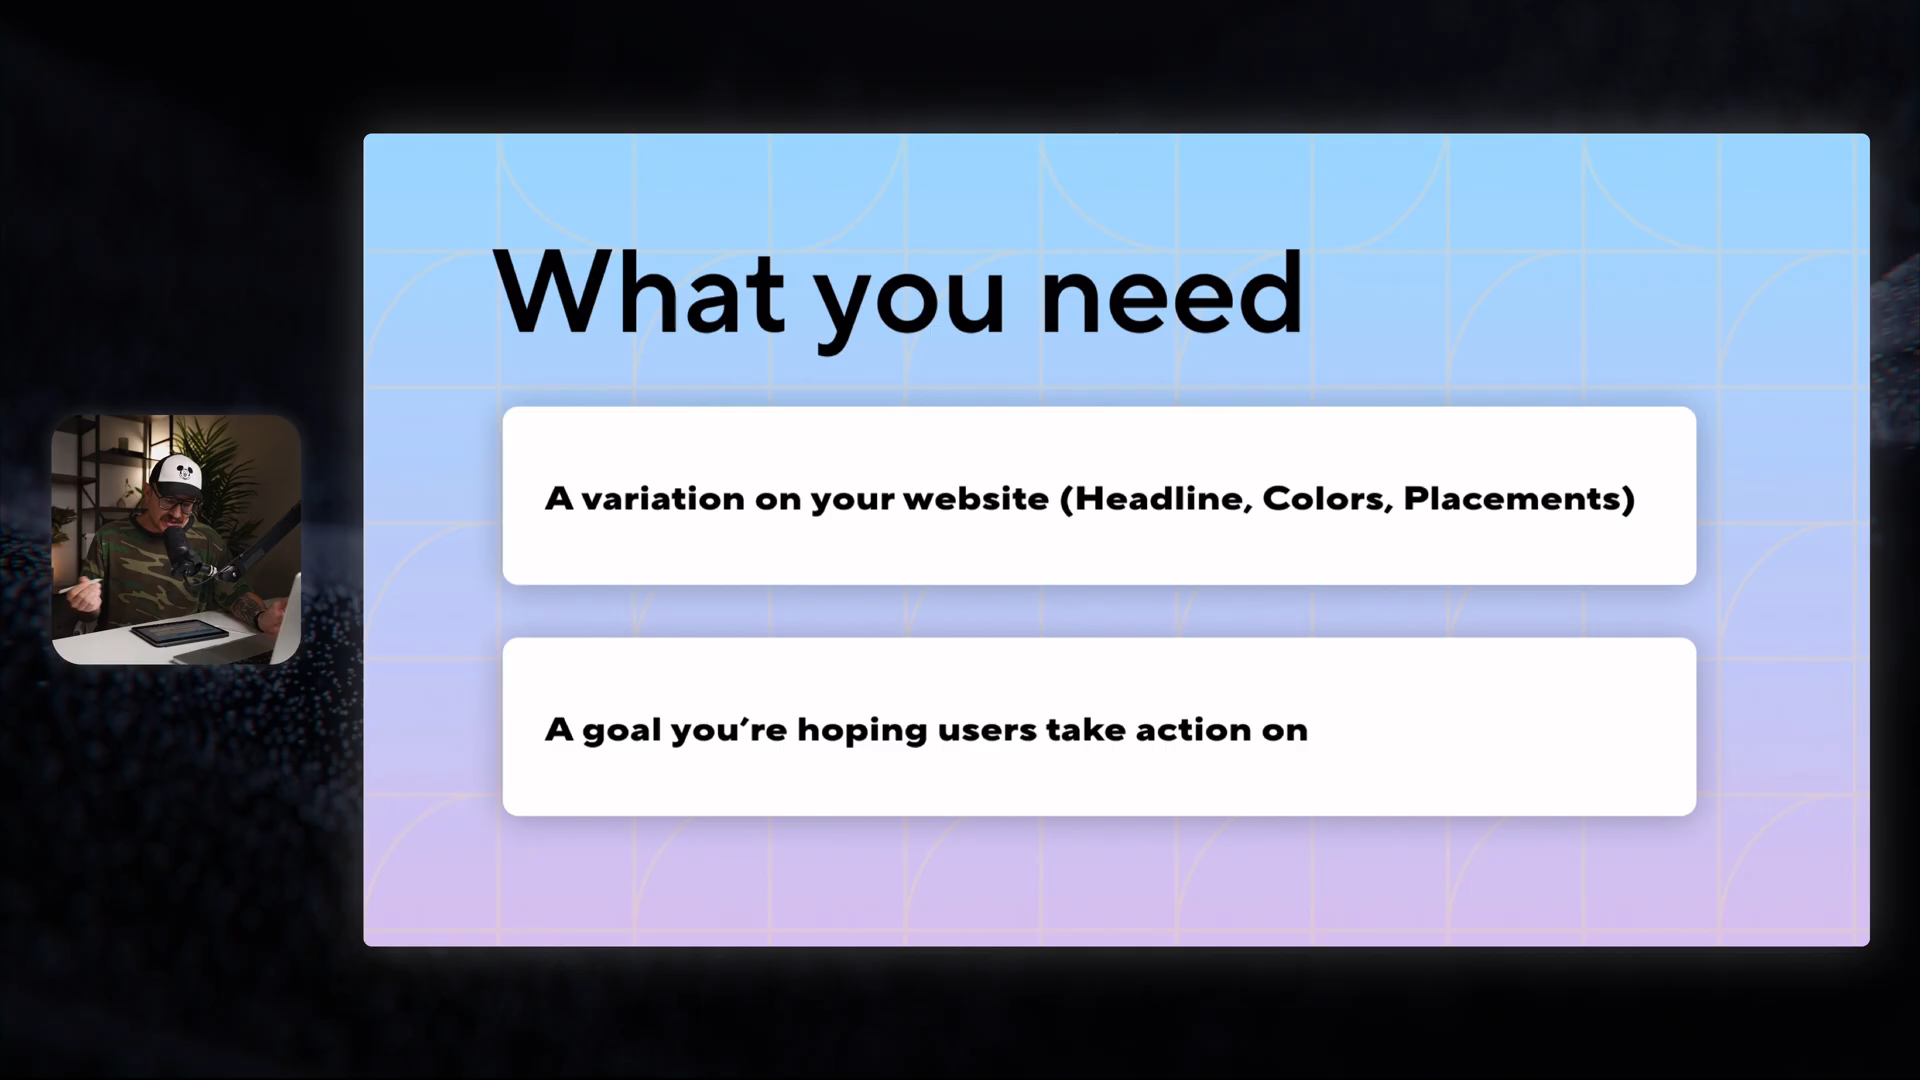 What you need
A variation on your website (Headline, Colors, Placements)
A goal you’re hoping users take action on